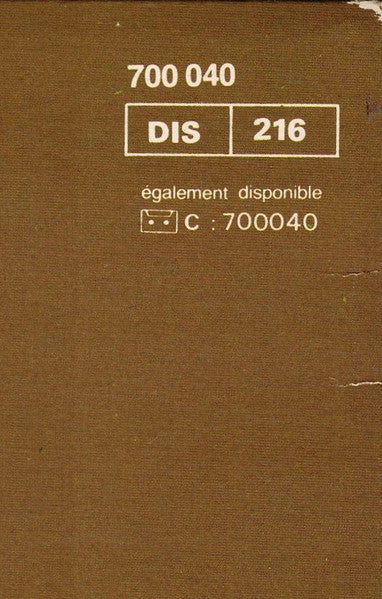 700 040
DIS 216
également disponible
C : 700040